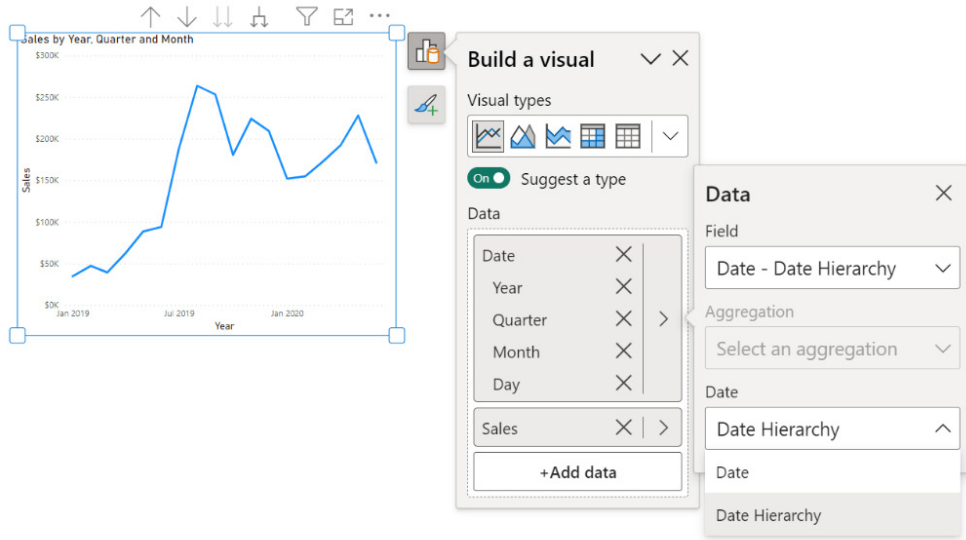 Sales by Year, Quarter and Month
$300K
$250K
$200K
$150K
$100K
$50K
$0K
Sales
Jan 2019
Jul 2019
Jan 2020
Year
Build a visual
Visual types
On
Suggest a type
Data
Date
Year
Quarter
Month
Day
Sales
+Add data
Data
Field
Date - Date Hierarchy
Aggregation
Select an aggregation
Date
Date Hierarchy
Date
Date Hierarchy